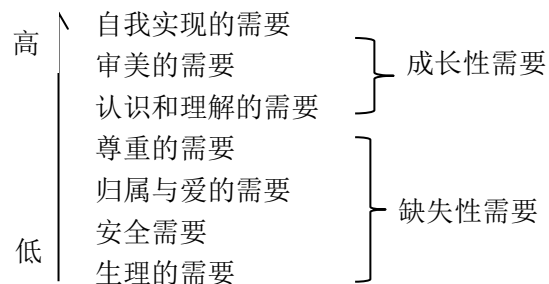 高
自我实现的需要
审美的需要
认识和理解的需要
成长性需要
尊重的需要
归属与爱的需要
安全需要
生理的需要
缺失性需要
低